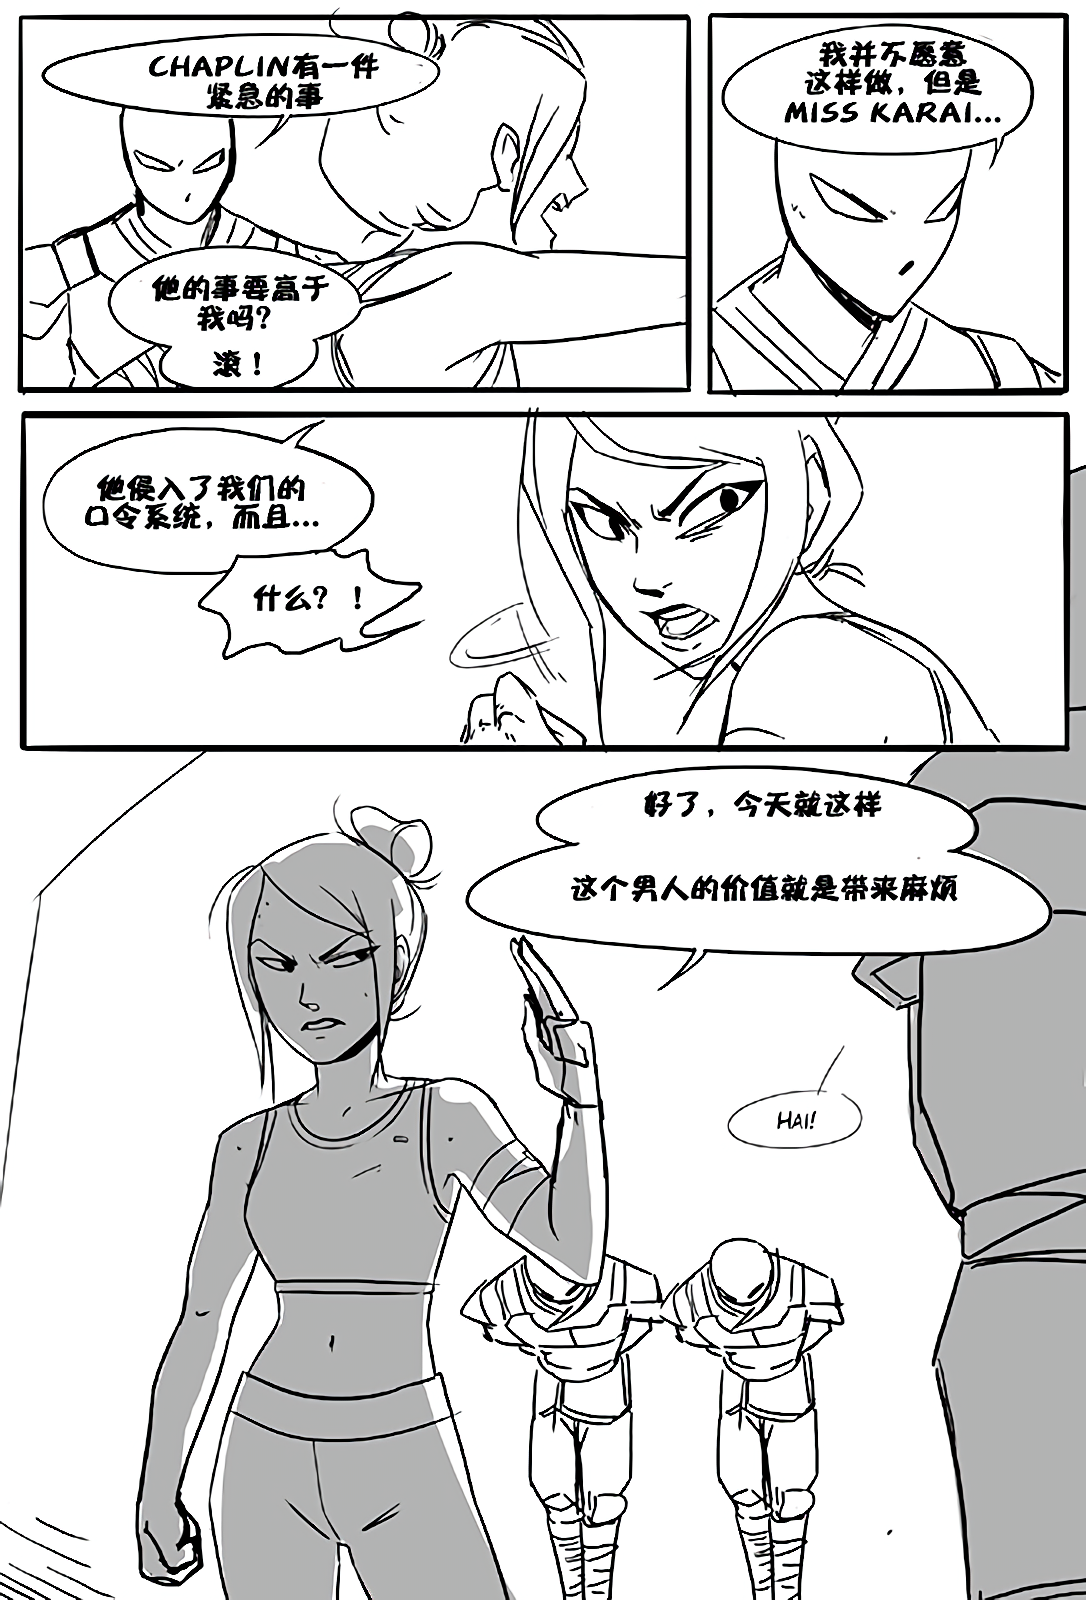 CHAPLIN有一件
紧急的事
他的事要高于
我吗？
滚！
我并不愿意
这样做，但是
MISS KARAI...
他侵入了我们的
口令系统，而且...
什么？！
好了，今天就这样
这个男人的价值就是带来麻烦
HAI!